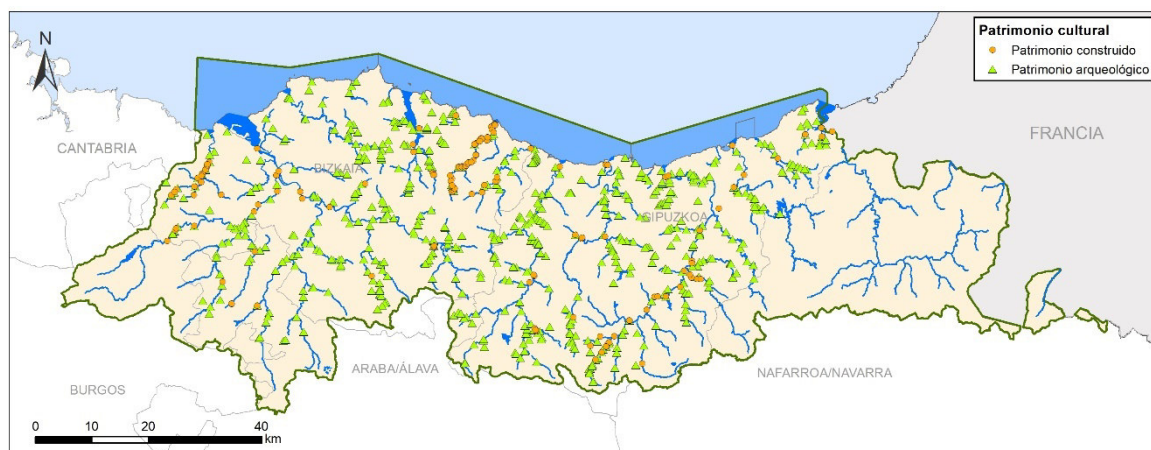 N
Patrimonio cultural
Patrimonio construido
Patrimonio arqueológico
FRANCIA
CANTABRIA
BIZKAIA
GIPUZKOA
ARABA/ÁLAVA
NAFARROA/NAVARRA
BURGOS
0 10 20 40
km